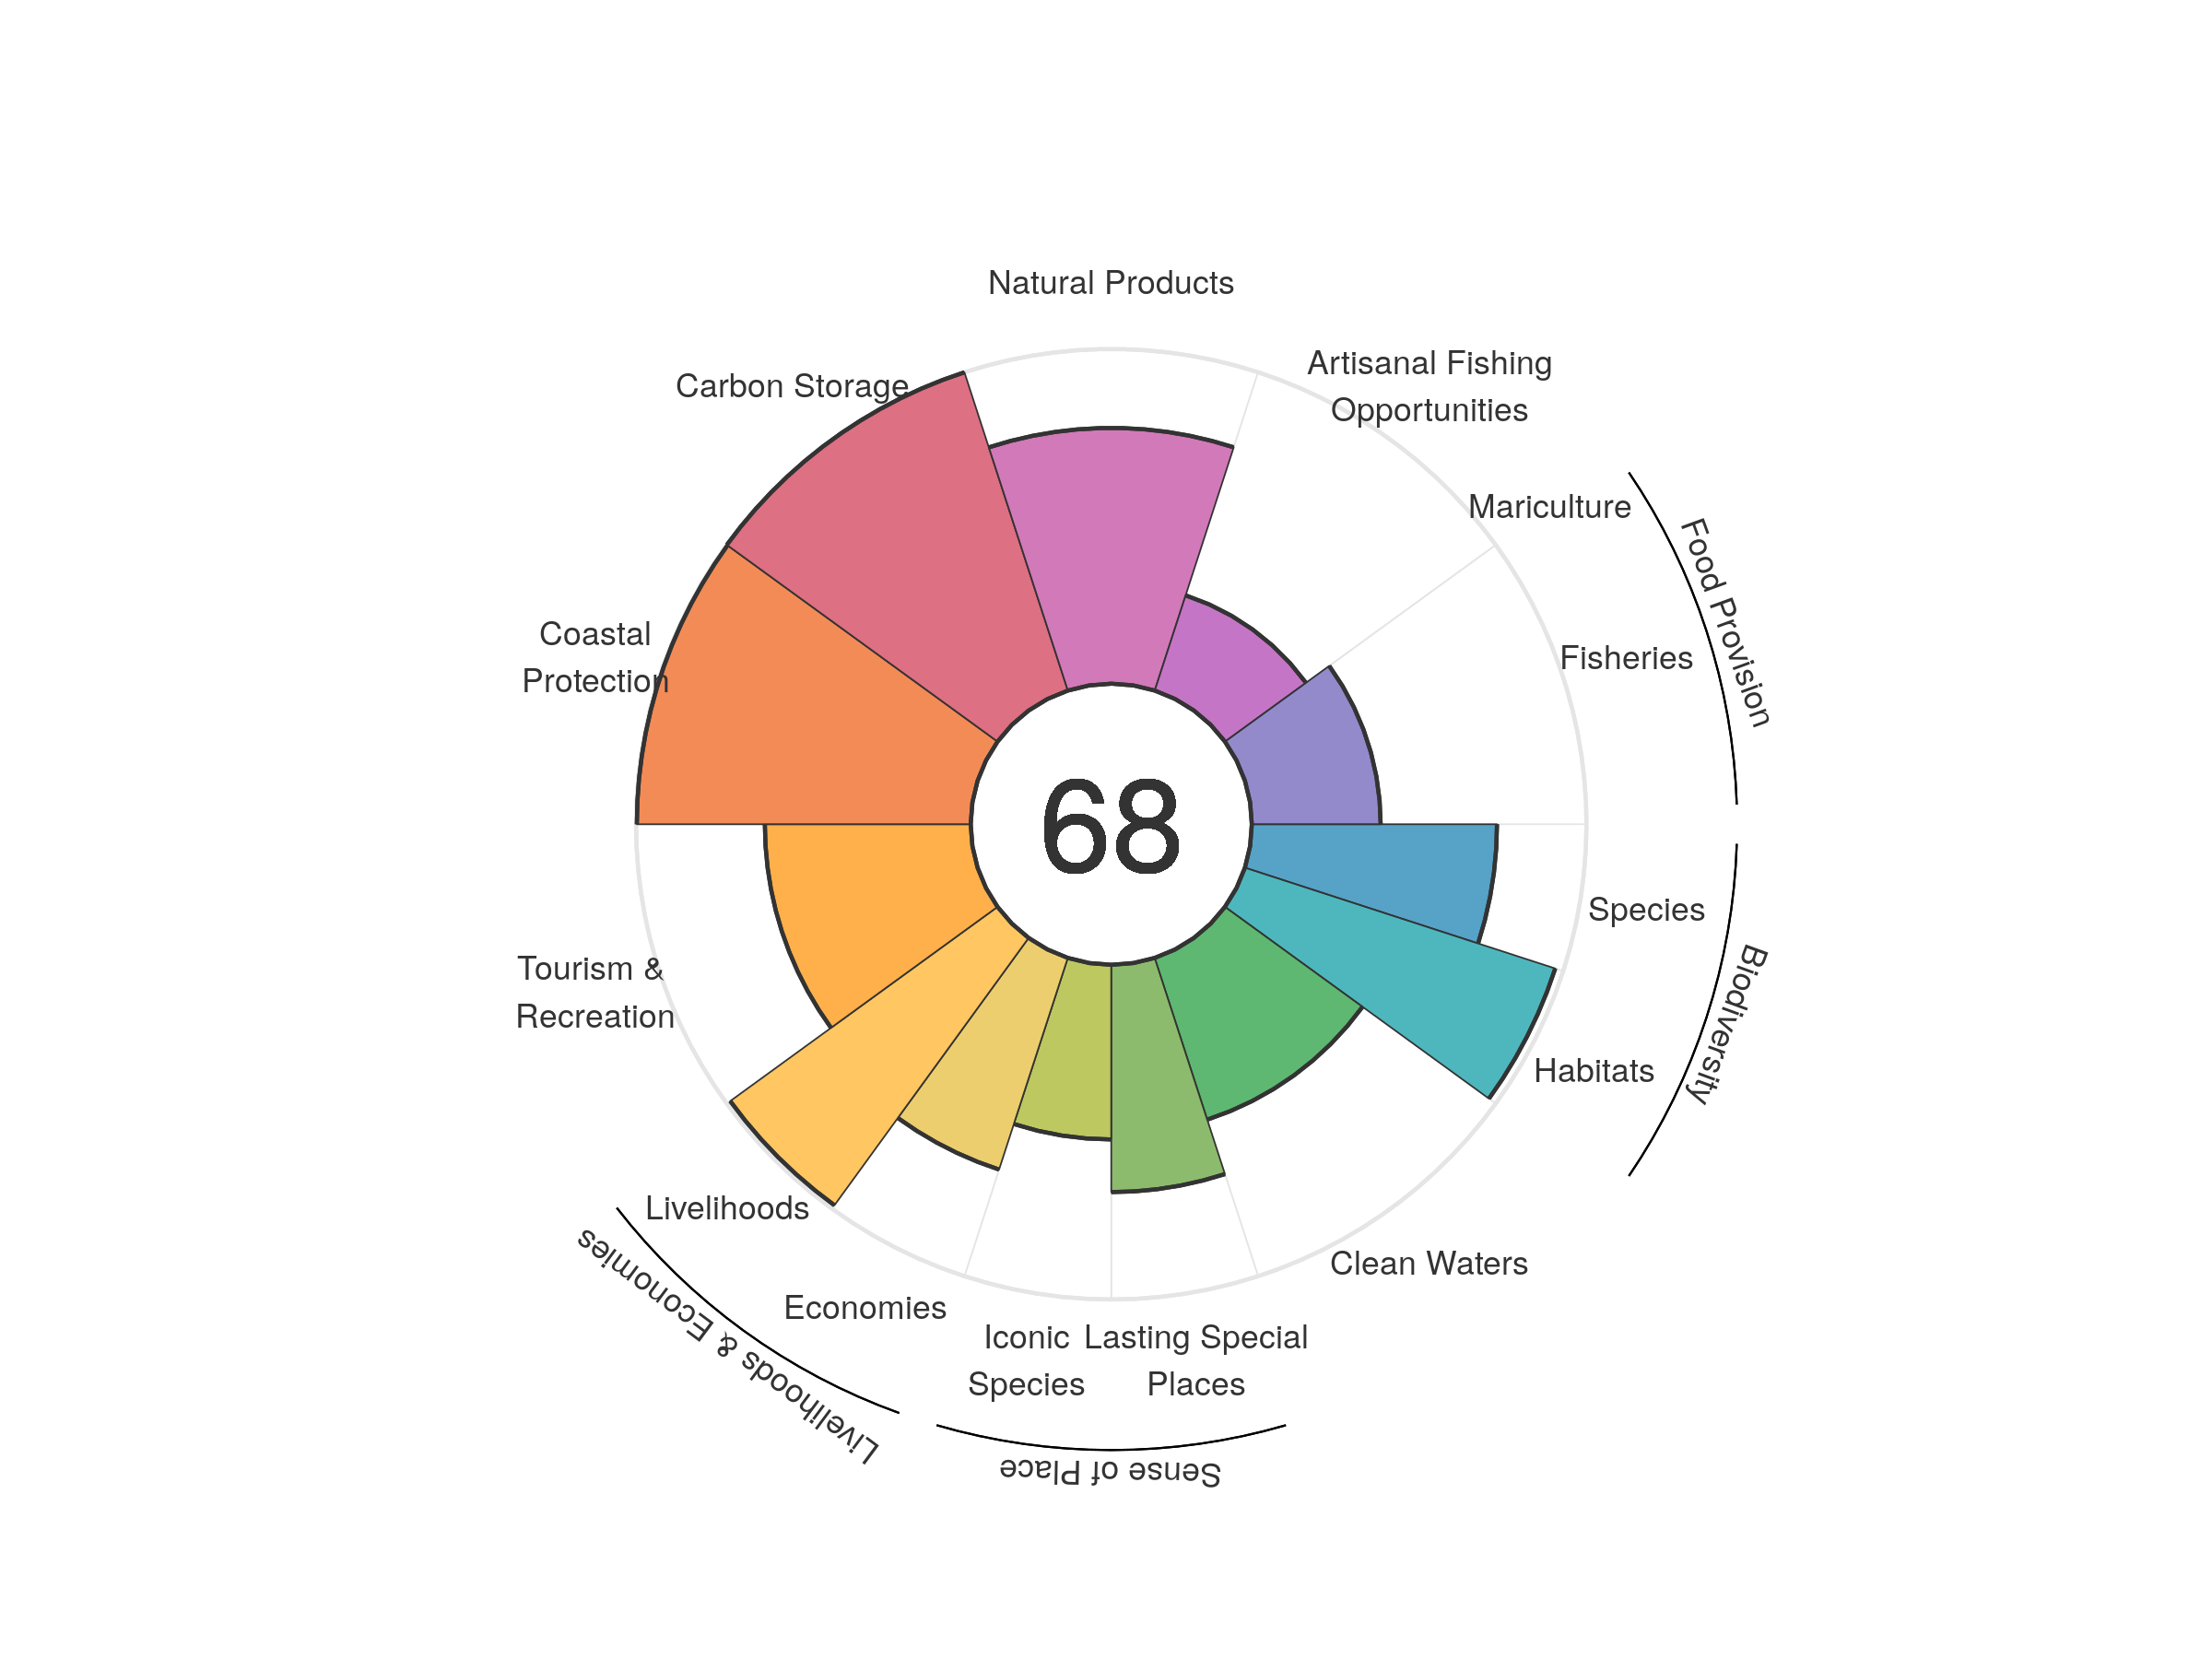 Natural Products
Artisanal Fishing
Opportunities
Carbon Storage
Mariculture
Food Provision
Fisheries
Coastal
Protection
68
Species
Biodiversity
Tourism &
Recreation
Habitats
Livelihoods
Clean Waters
Livelihoods & Economies
Economies
Iconic
Species
Lasting Special
Places
Sense of Place